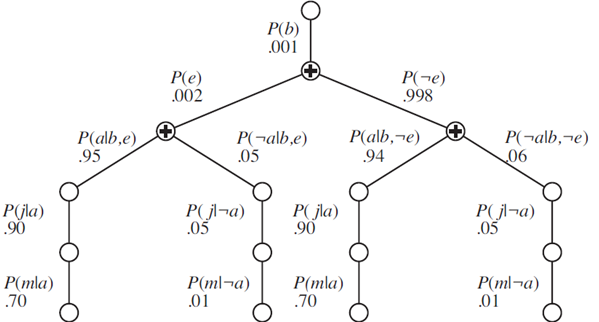 P(b)
.001
P(e)
.002
P(¬e)
.998
P(a|b,e)
.95
P(¬a|b,e)
.05
P(a|b,¬e)
.94
P(¬a|b,¬e)
.06
P(j|a)
.90
P(j|¬a)
.05
P(j|a)
.90
P(j|¬a)
.05
P(m|a)
.70
P(m|¬a)
.01
P(m|a)
.70
P(m|¬a)
.01